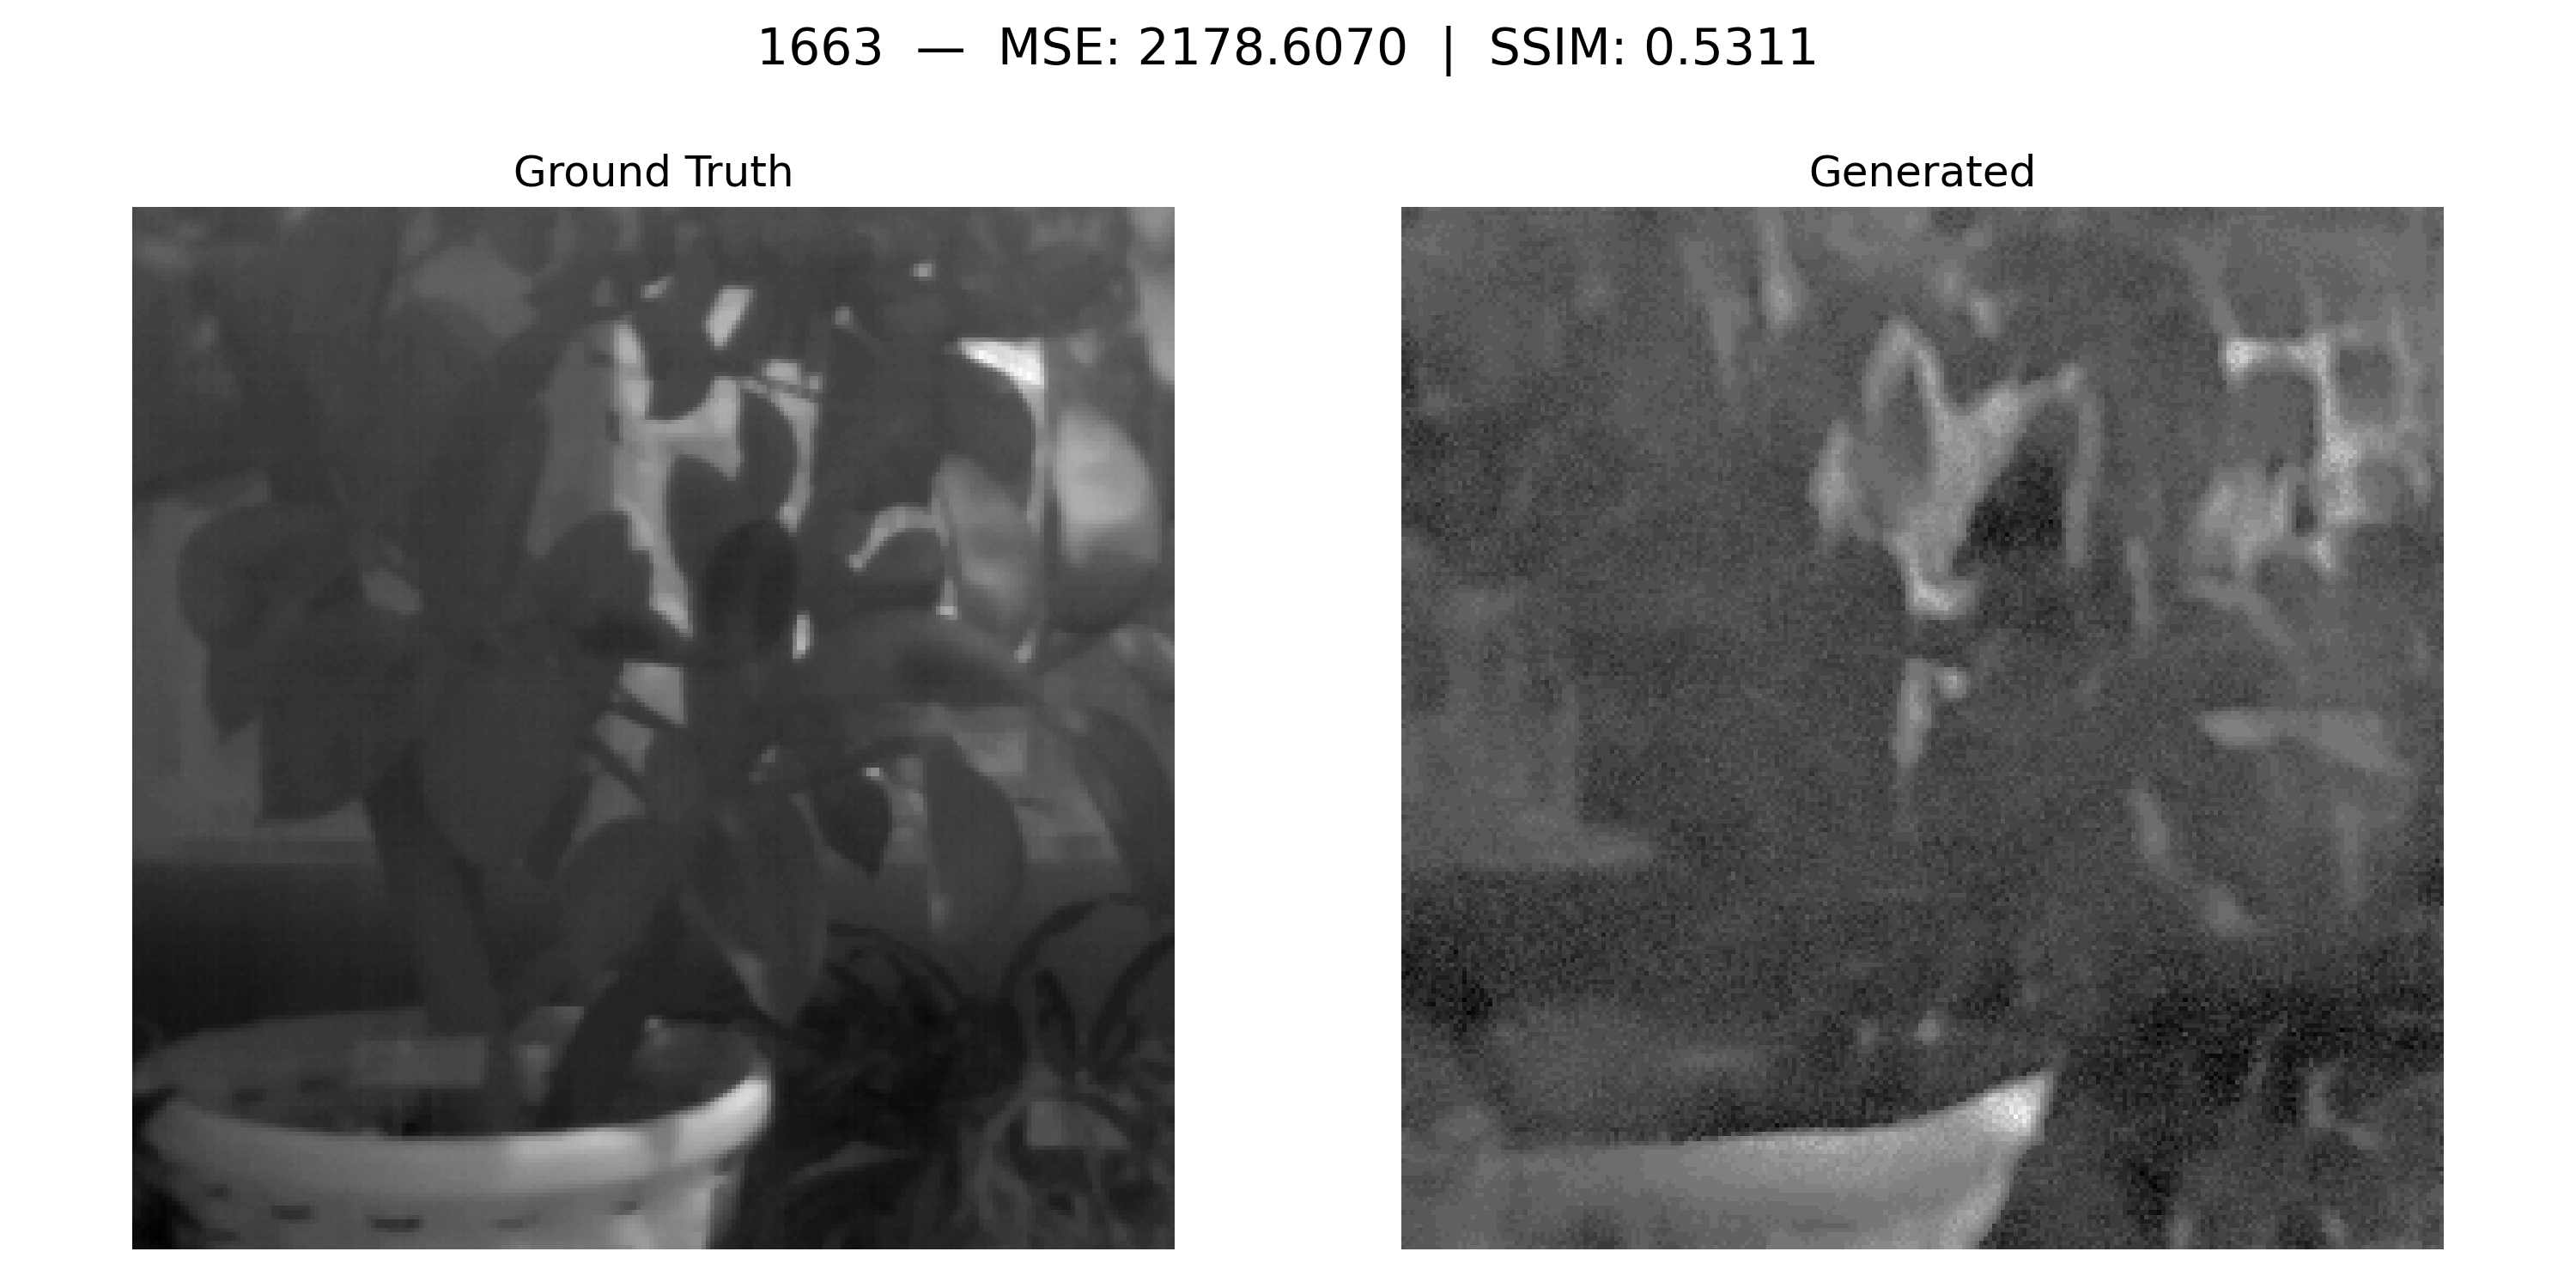 1663 — MSE: 2178.6070 | SSIM: 0.5311
Ground Truth
Generated